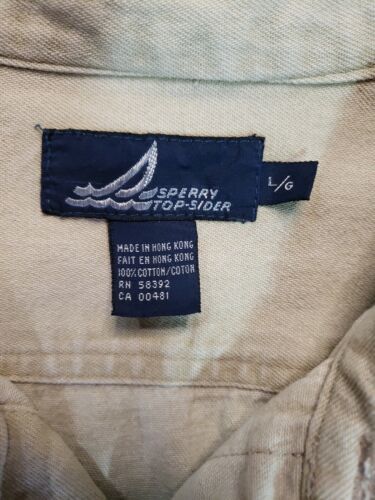 SPERRY
TOP-SIDER
L/G
MADE IN HONG KONG
FAIT EN HONG KONG
100% COTTON/COTON
RN 58392
CA 00481